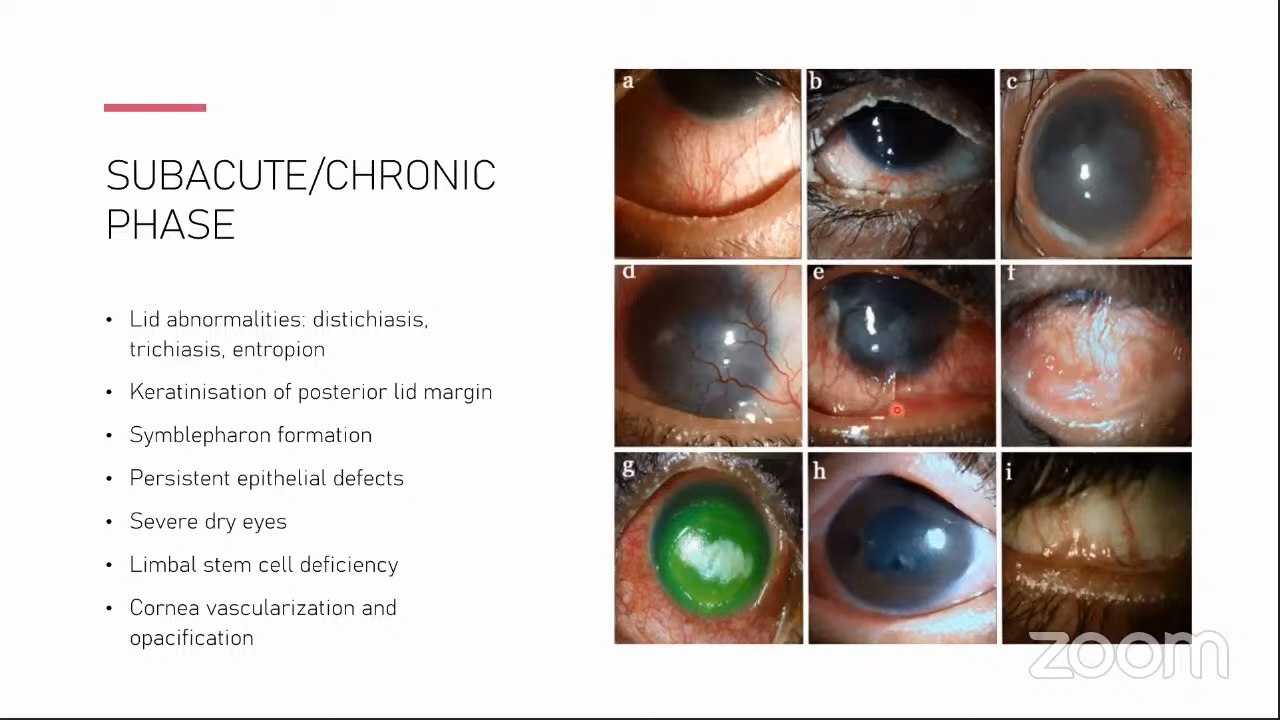 SUBACUTE/CHRONIC
PHASE
• Lid abnormalities: distichiasis,
trichiasis, entropion
• Keratinisation of posterior lid margin
• Symblepharon formation
• Persistent epithelial defects
• Severe dry eyes
• Limbal stem cell deficiency
• Cornea vascularization and
opacification
a b c
d e f
g h i
zoom